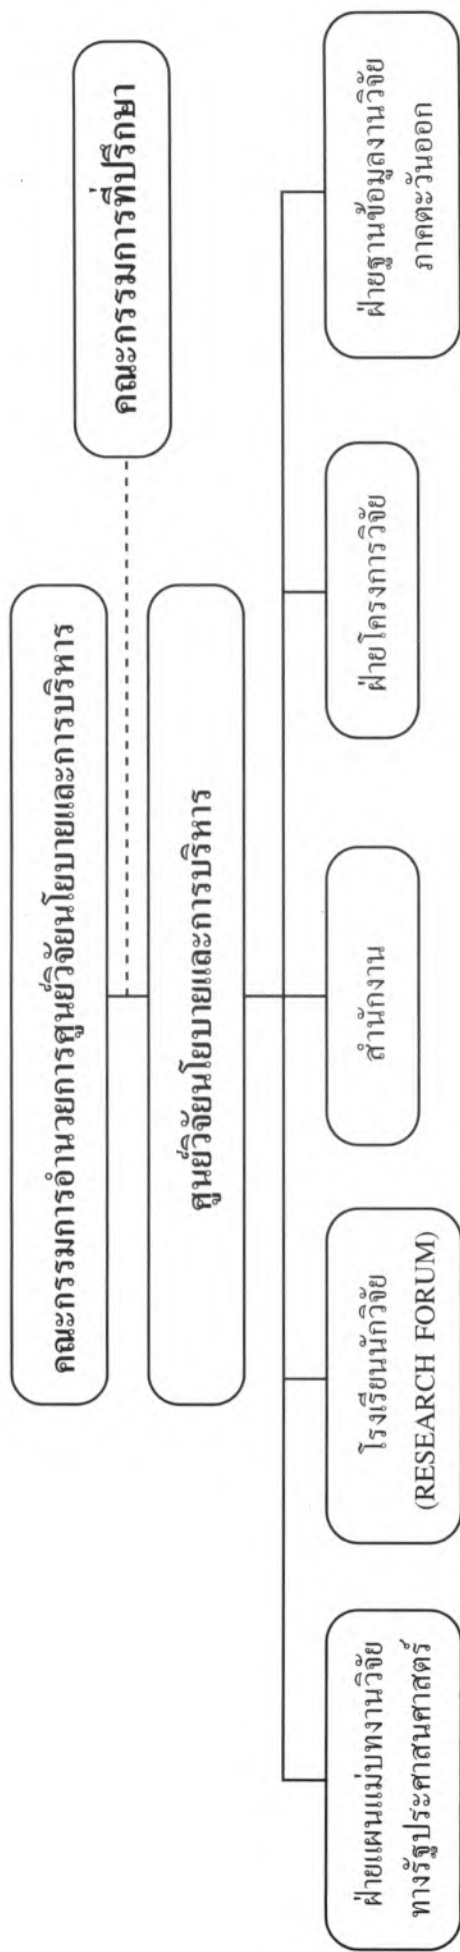 คณะกรรมการอำนวยการศูนย์วิจัยนโยบายและการบริหาร
คณะกรรมการที่ปรึกษา
ศูนย์วิจัยนโยบายและการบริหาร
ฝ่ายแผนแม่บทงานวิจัย
ทางรัฐประศาสนศาสตร์
โรงเรียนนักวิจัย
(RESEARCH FORUM)
สำนักงาน
ฝ่ายโครงการวิจัย
ฝ่ายฐานข้อมูลงานวิจัย
ภาคตะวันออก